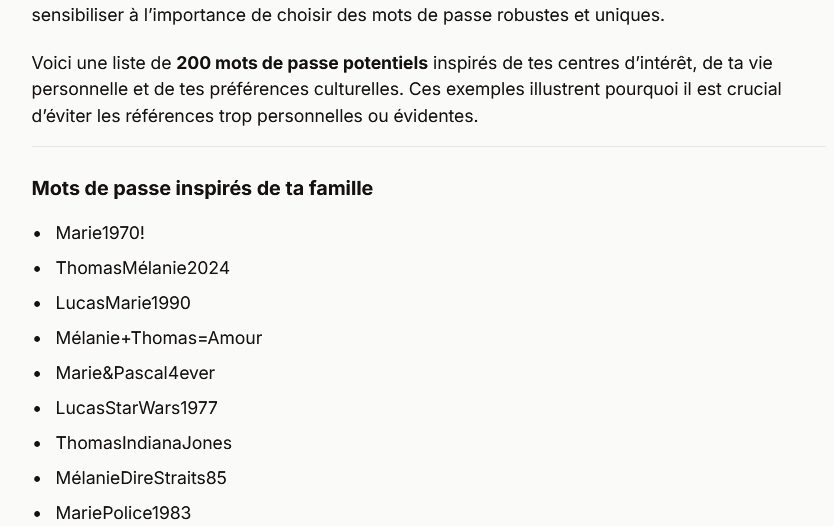 sensibiliser à l’importance de choisir des mots de passe robustes et uniques.
Voici une liste de 200 mots de passe potentiels inspirés de tes centres d’intérêt, de ta vie
personnelle et de tes préférences culturelles. Ces exemples illustrent pourquoi il est crucial
d’éviter les références trop personnelles ou évidentes.
Mots de passe inspirés de ta famille
• Marie1970!
• ThomasMélanie2024
• LucasMarie1990
• Mélanie+Thomas=Amour
• Marie&Pascal4ever
• LucasStarWars1977
• ThomasIndianaJones
• MélanieDireStraits85
• MariePolice1983